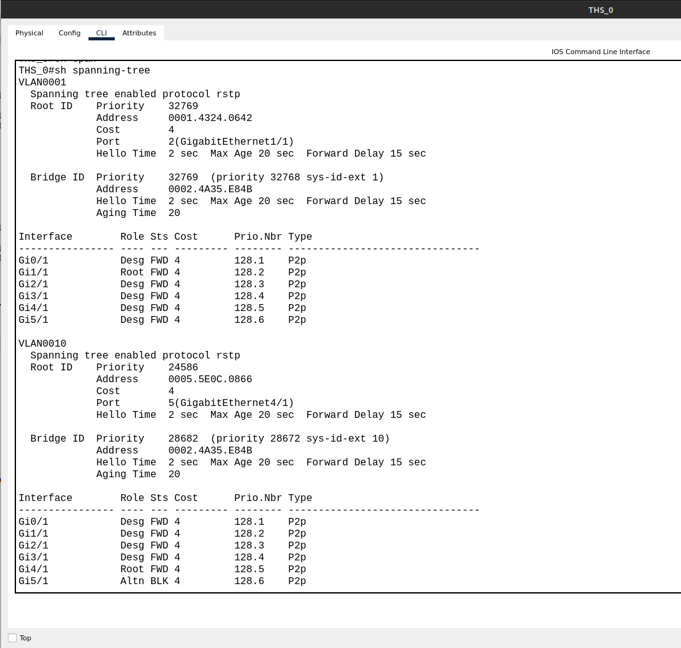 THS_0
Physical Config CLI Attributes
IOS Command Line Interface
THS_0#sh spanning-tree
VLAN0001
  Spanning tree enabled protocol rstp
  Root ID    Priority    32769
             Address     0001.4324.0642
             Cost        4
             Port        2(GigabitEthernet1/1)
             Hello Time  2 sec  Max Age 20 sec  Forward Delay 15 sec

  Bridge ID  Priority    32769  (priority 32768 sys-id-ext 1)
             Address     0002.4A35.E84B
             Hello Time  2 sec  Max Age 20 sec  Forward Delay 15 sec
             Aging Time  20

Interface        Role Sts Cost      Prio.Nbr Type
---------------- ---- --- --------- -------- --------------------------------
Gi0/1            Desg FWD 4         128.1    P2p
Gi1/1            Root FWD 4         128.2    P2p
Gi2/1            Desg FWD 4         128.3    P2p
Gi3/1            Desg FWD 4         128.4    P2p
Gi4/1            Desg FWD 4         128.5    P2p
Gi5/1            Desg FWD 4         128.6    P2p

VLAN0010
  Spanning tree enabled protocol rstp
  Root ID    Priority    24586
             Address     0005.5E0C.0866
             Cost        4
             Port        5(GigabitEthernet4/1)
             Hello Time  2 sec  Max Age 20 sec  Forward Delay 15 sec

  Bridge ID  Priority    28682  (priority 28672 sys-id-ext 10)
             Address     0002.4A35.E84B
             Hello Time  2 sec  Max Age 20 sec  Forward Delay 15 sec
             Aging Time  20

Interface        Role Sts Cost      Prio.Nbr Type
---------------- ---- --- --------- -------- --------------------------------
Gi0/1            Desg FWD 4         128.1    P2p
Gi1/1            Desg FWD 4         128.2    P2p
Gi2/1            Desg FWD 4         128.3    P2p
Gi3/1            Desg FWD 4         128.4    P2p
Gi4/1            Root FWD 4         128.5    P2p
Gi5/1            Altn BLK 4         128.6    P2p
Top